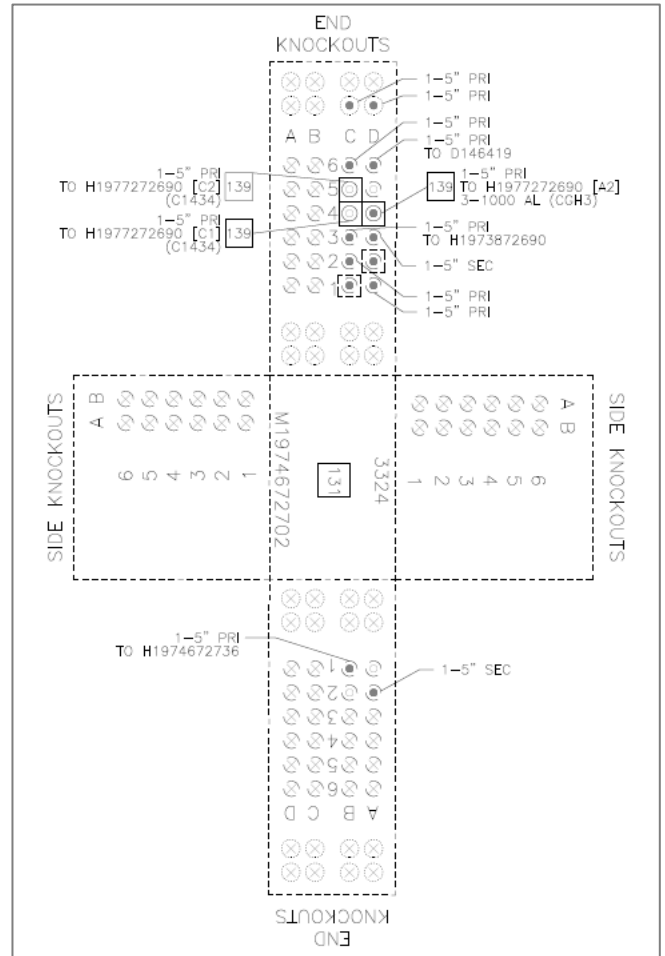 END
KNOCKOUTS
1-5" PRI
1-5" PRI
A B C D
1-5" PRI
1-5" PRI
TO D146419
6
1-5" PRI
TO H1977272690 [C2]
(C1434)
139
5
139
1-5" PRI
TO H1977272690 [A2]
3-1000 AL (CGH3)
4
1-5" PRI
TO H1977272690 [C1]
(C1434)
139
3
1-5" PRI
TO H1973872690
2
1-5" SEC
1
1-5" PRI
1-5" PRI
SIDE KNOCKOUTS
A B
6 5 4 3 2 1
M1974672702
131
3324
A B
1 2 3 4 5 6
SIDE KNOCKOUTS
1-5" PRI
TO H1974672736
1
1-5" SEC
2
3
4
5
6
D C B A
END
KNOCKOUTS